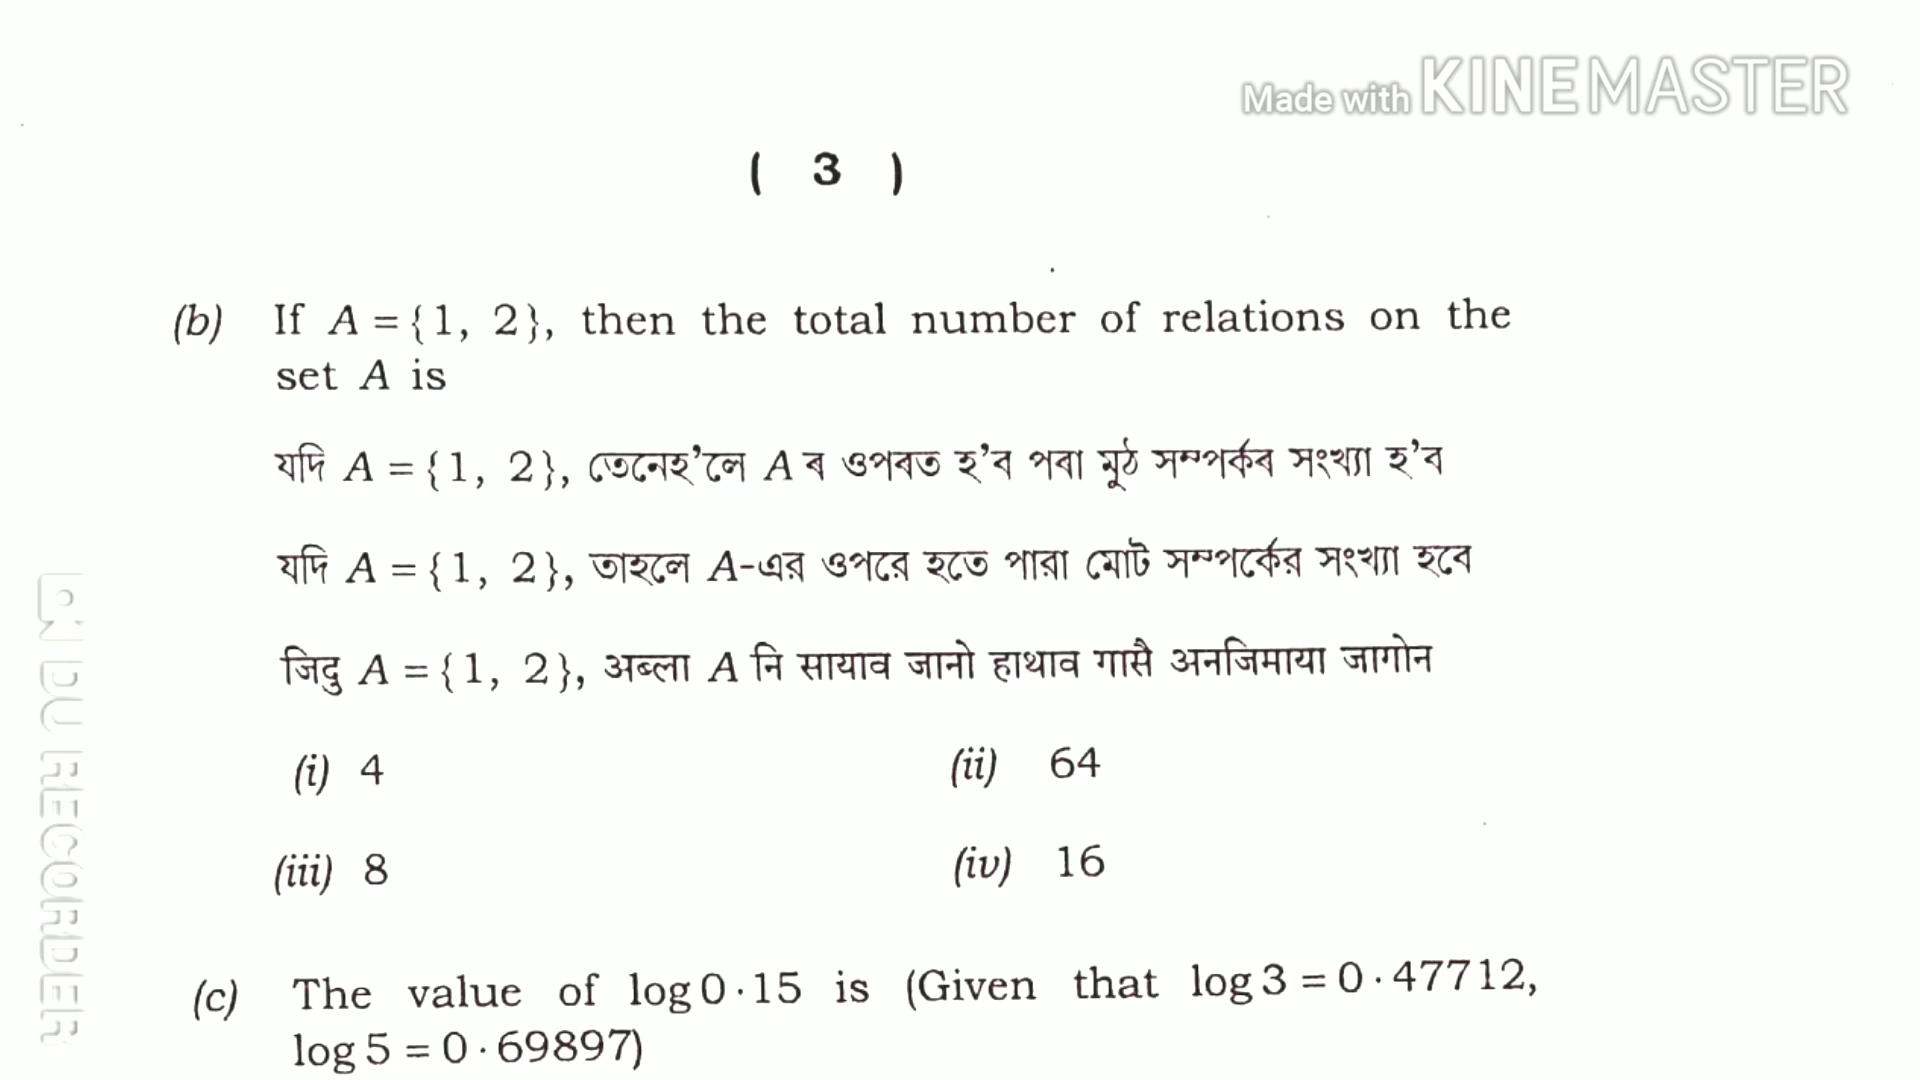 Made with KINEMASTER
( 3 )
(b) If A = {1, 2}, then the total number of relations on the
set A is
যদি A = {1, 2}, তেনেহ’লে A ৰ ওপৰত হ’ব পৰা মুঠ সম্পৰ্কৰ সংখ্যা হ’ব
যদি A = {1, 2}, তাহলে A-এর ওপরে হতে পারা মোট সম্পর্কের সংখ্যা হবে
जिदु A = {1, 2}, अब्ला A नि सायाव जानो हाथाव गासै अनजिमाया जागोन
(i) 4
(ii) 64
(iii) 8
(iv) 16
(c) The value of log 0·15 is (Given that log 3 = 0·47712,
log 5 = 0·69897)
DU RECORDER